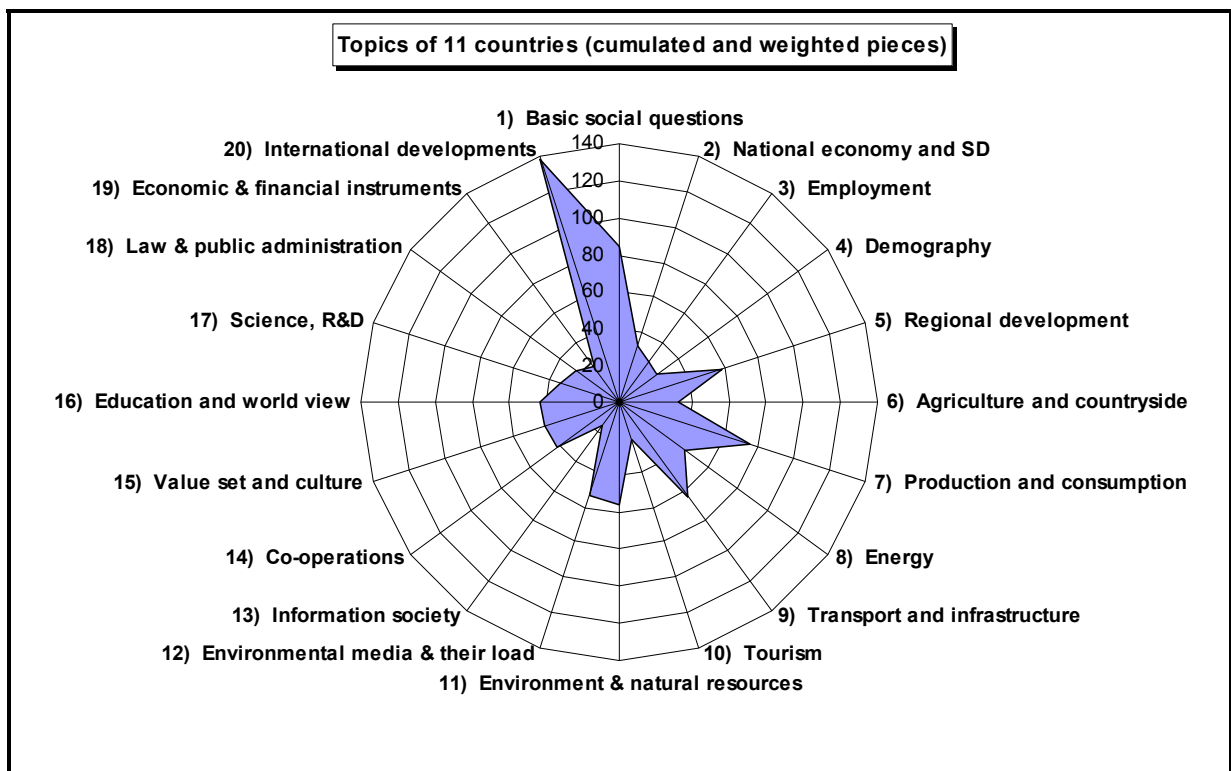 Topics of 11 countries (cumulated and weighted pieces)
1) Basic social questions
2) National economy and SD
3) Employment
4) Demography
5) Regional development
6) Agriculture and countryside
7) Production and consumption
8) Energy
9) Transport and infrastructure
10) Tourism
11) Environment & natural resources
12) Environmental media & their load
13) Information society
14) Co-operations
15) Value set and culture
16) Education and world view
17) Science, R&D
18) Law & public administration
19) Economic & financial instruments
20) International developments
140
120
100
80
60
40
20
0